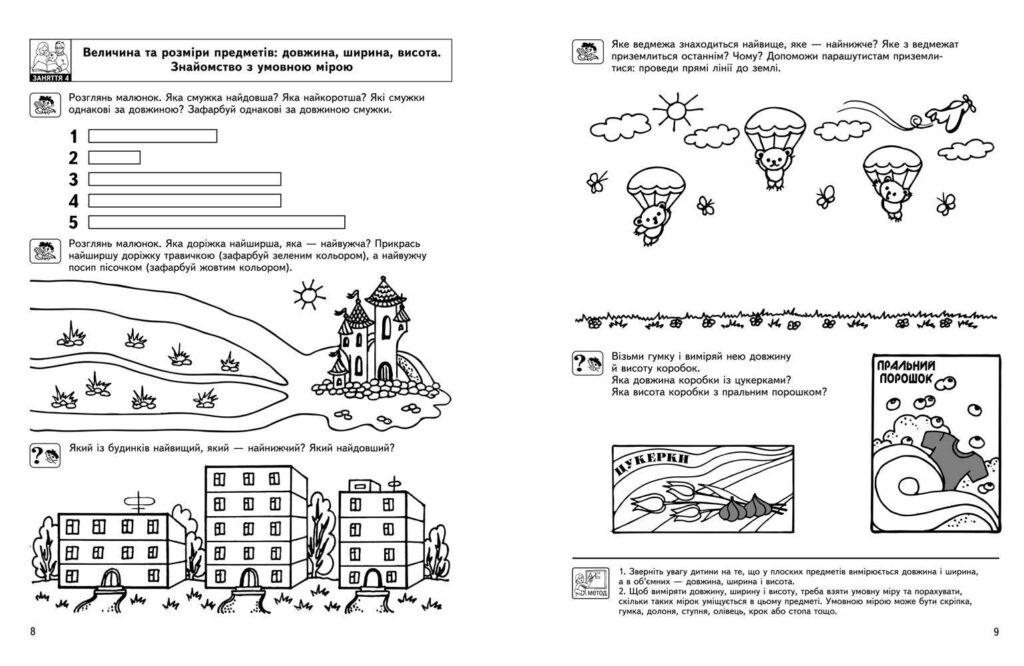 Величина та розміри предметів: довжина, ширина, висота.
Знайомство з умовною мірою
ЗАНЯТТЯ 4
Розглянь малюнок. Яка смужка найдовша? Яка найкоротша? Які смужки
однакові за довжиною? Зафарбуй однакові за довжиною смужки.
1
2
3
4
5
Розглянь малюнок. Яка доріжка найширша, яка — найвужча? Прикрась
найширшу доріжку травичкою (зафарбуй зеленим кольором), а найвужчу
посип пісочком (зафарбуй жовтим кольором).
?
Який із будинків найвищий, який — найнижчий? Який найдовший?
8
Яке ведмежа знаходиться найвище, яке — найнижче? Яке з ведмежат
приземлиться останнім? Чому? Допоможи парашутистам приземли-
тися: проведи прямі лінії до землі.
?
Візьми гумку і виміряй нею довжину
й висоту коробок.
Яка довжина коробки із цукерками?
Яка висота коробки з пральним порошком?
ПРАЛЬНИЙ
ПОРОШОК
ЦУКЕРКИ
метод
1. Зверніть увагу дитини на те, що у плоских предметів вимірюється довжина і ширина,
а в об’ємних — довжина, ширина і висота.
2. Щоб виміряти довжину, ширину і висоту, треба взяти умовну міру та порахувати,
скільки таких мірок уміщується в цьому предметі. Умовною мірою може бути скріпка,
гумка, долоня, ступня, олівець, крок або стопа тощо.
9